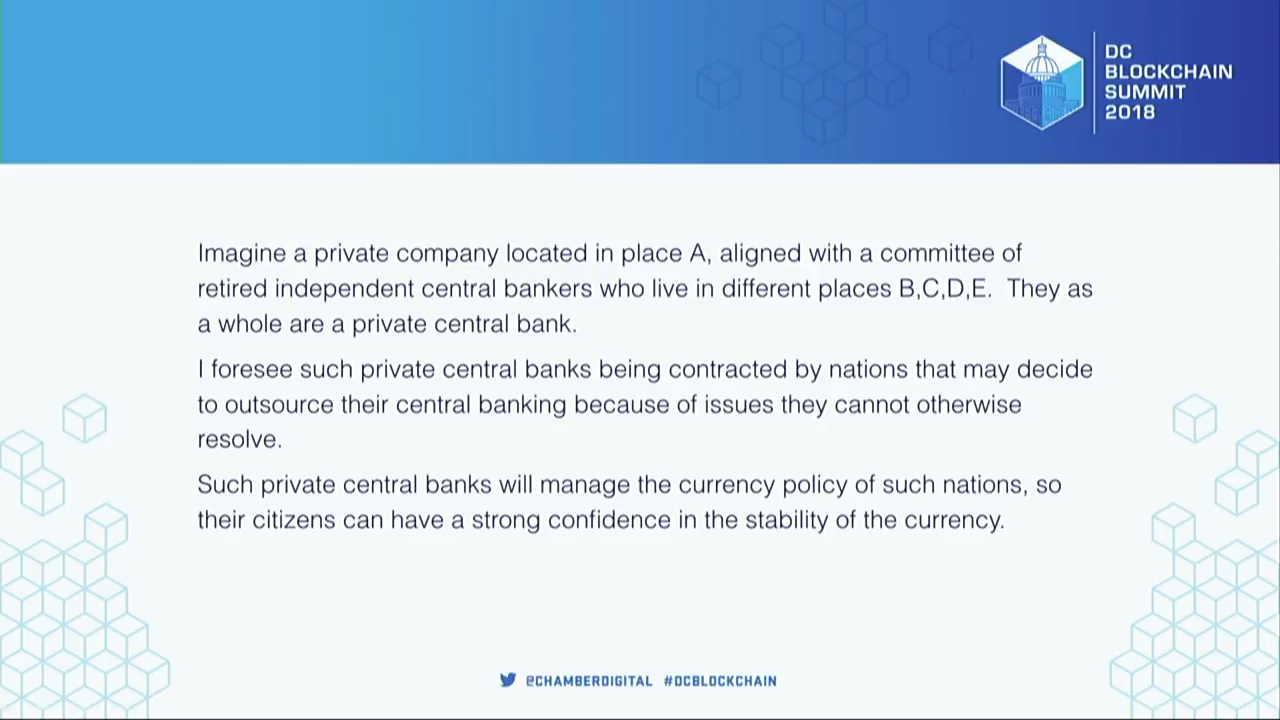 DC
BLOCKCHAIN
SUMMIT
2018
Imagine a private company located in place A, aligned with a committee of
retired independent central bankers who live in different places B,C,D,E.  They as
a whole are a private central bank.
I foresee such private central banks being contracted by nations that may decide
to outsource their central banking because of issues they cannot otherwise
resolve.
Such private central banks will manage the currency policy of such nations, so
their citizens can have a strong confidence in the stability of the currency.
@CHAMBERDIGITAL #DCBLOCKCHAIN